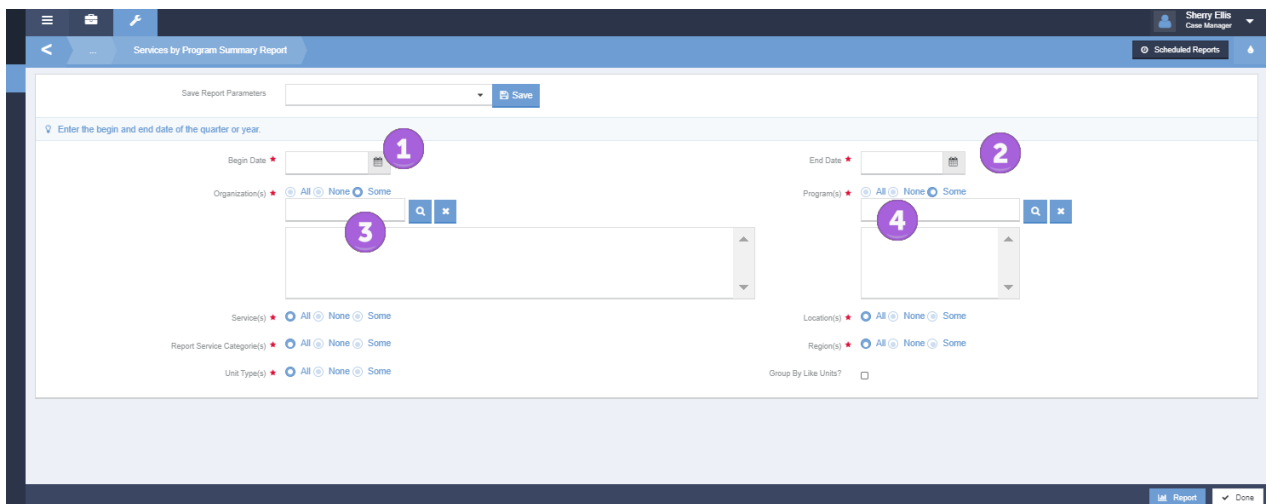 Sherry Ellis
Case Manager
... Services by Program Summary Report
Scheduled Reports
Save Report Parameters
Save
Enter the begin and end date of the quarter or year.
Begin Date ★ 1
End Date ★ 2
Organization(s) ★ All None Some
Program(s) ★ All None Some
3
4
Service(s) ★ All None Some
Location(s) ★ All None Some
Report Service Categorie(s) ★ All None Some
Region(s) ★ All None Some
Unit Type(s) ★ All None Some
Group By Like Units?
Report
Done